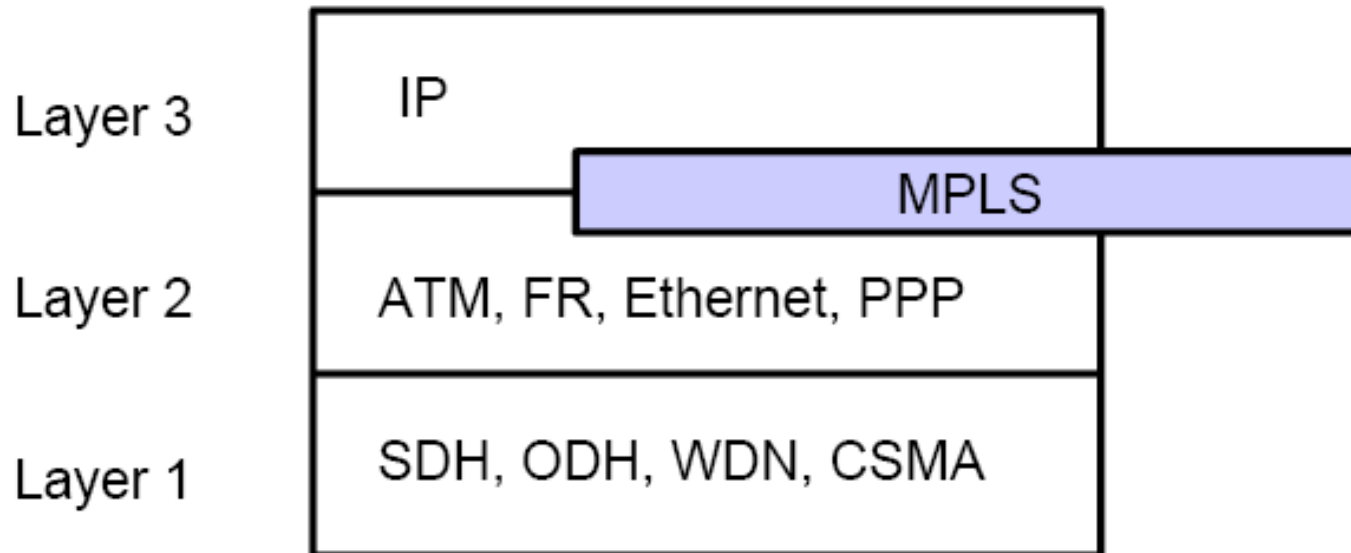 Layer 3
IP
MPLS
Layer 2
ATM, FR, Ethernet, PPP
Layer 1
SDH, ODH, WDN, CSMA